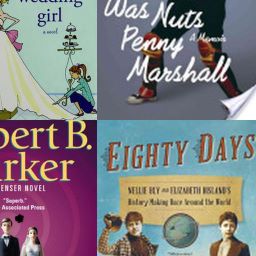 wedding
girl
a novel
Was Nuts
A Memoir
Penny
Marshall
bert B.
rker
ENSER NOVEL
"Superb."
Associated Press
EIGHTY DAYS
NELLIE BLY AND ELIZABETH BISLAND'S
History-Making Race Around the World